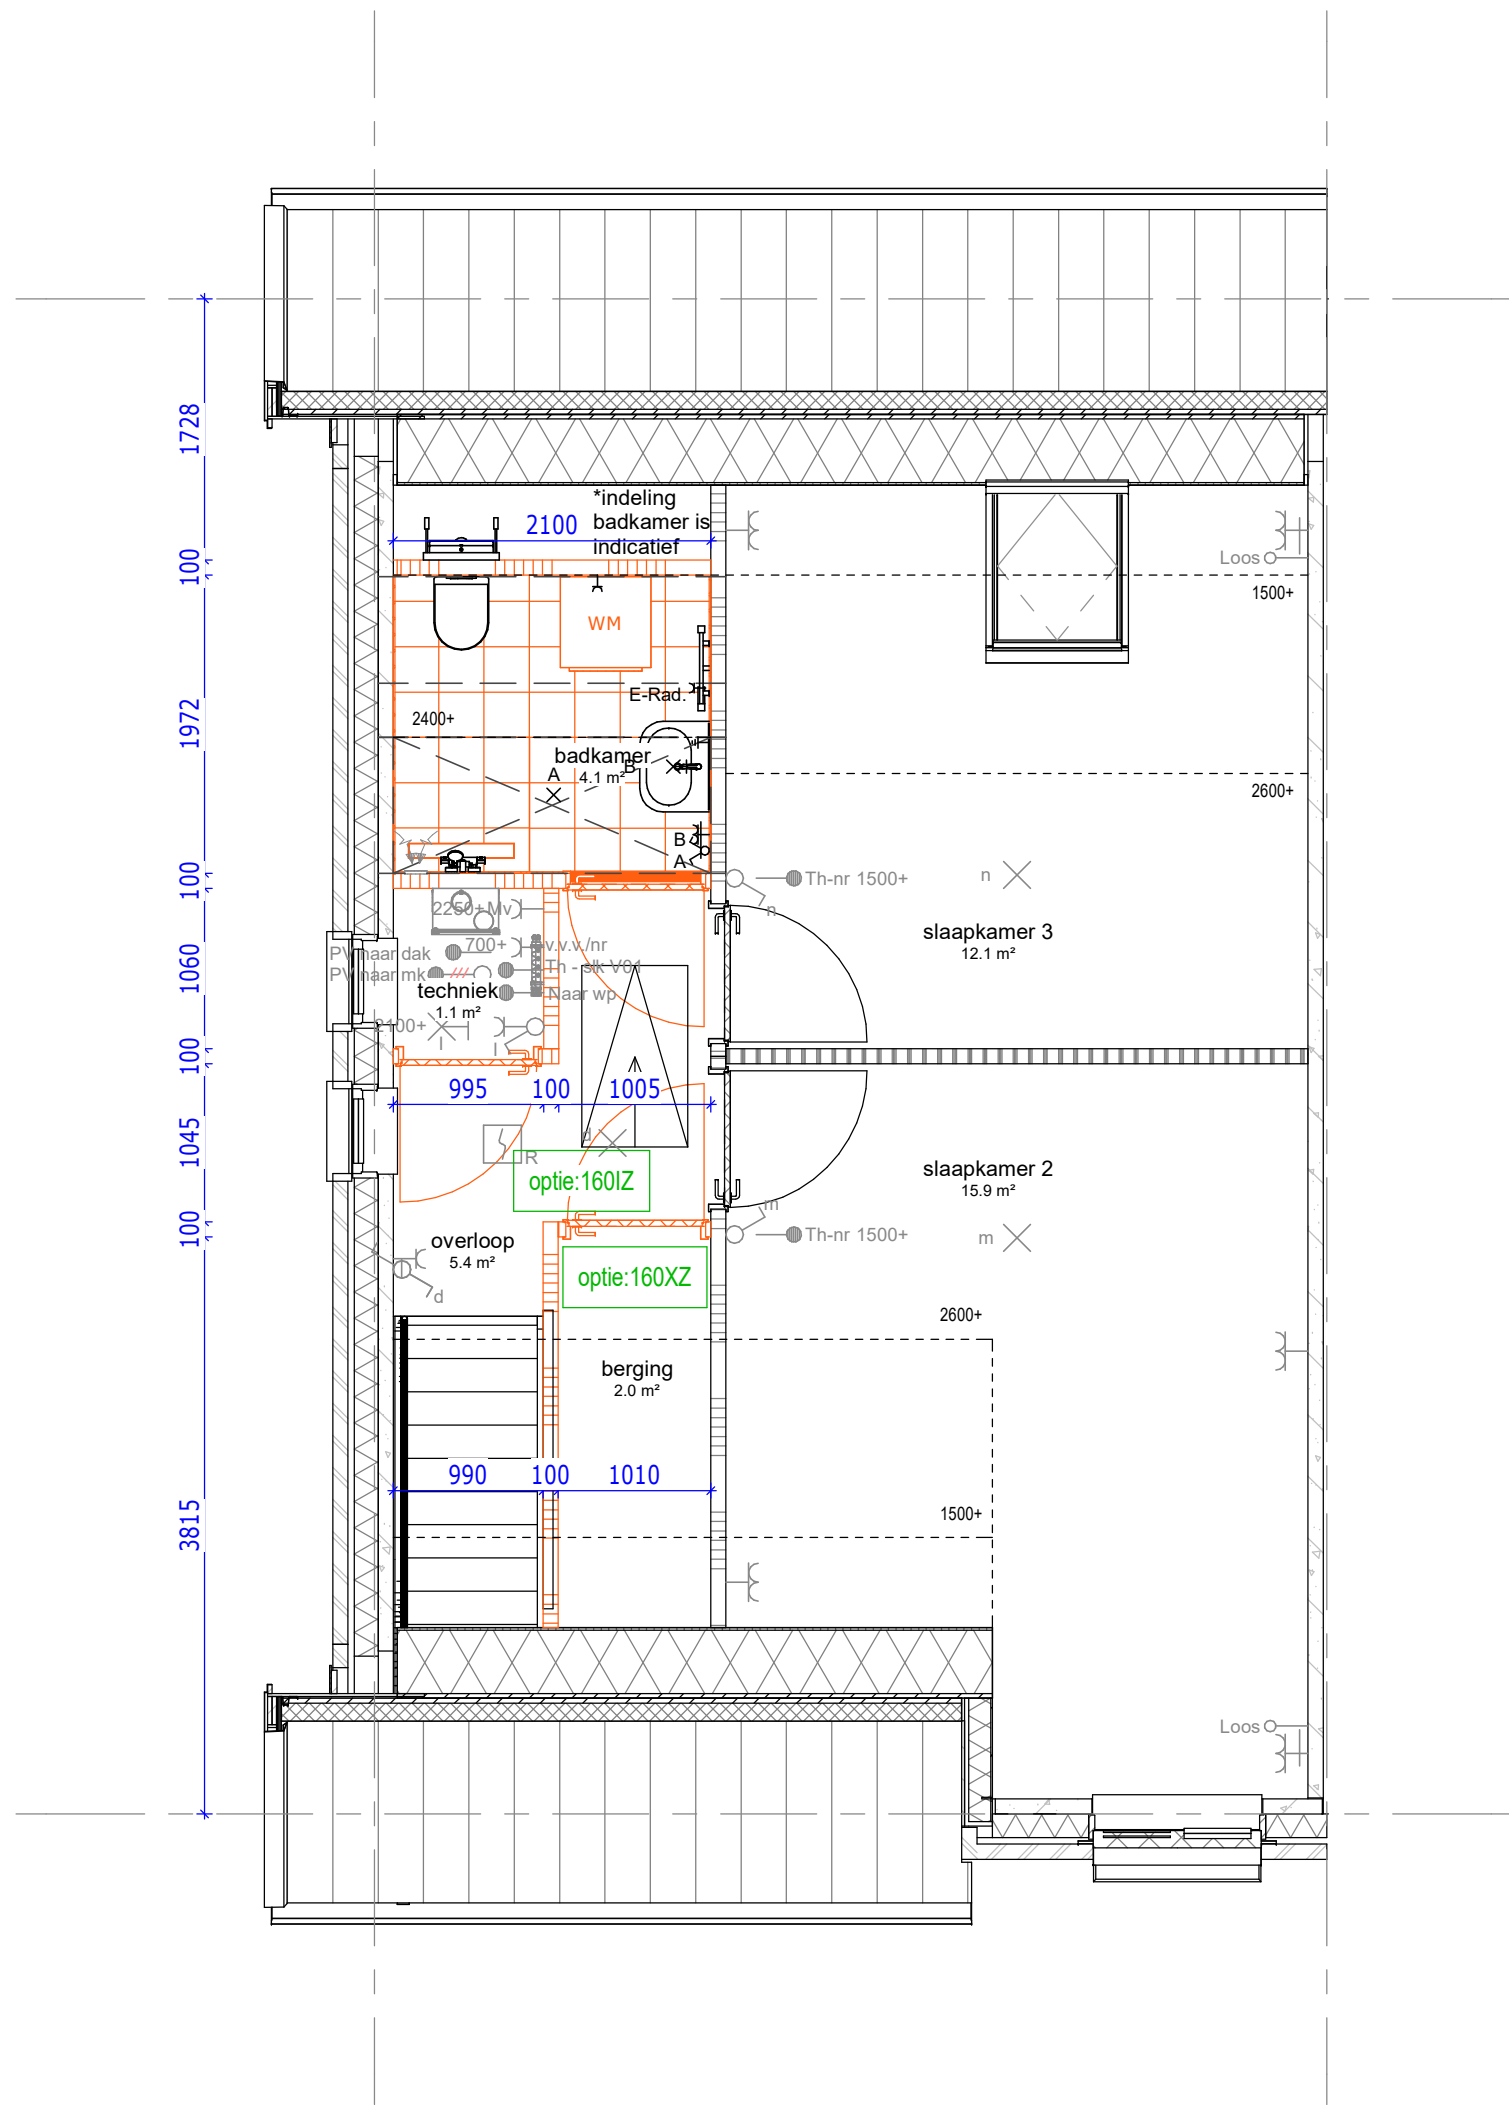 1728
100
1972
100
1060
100
1045
100
3815
*indeling
badkamer is
indicatief
2100
WM
E-Rad.
2400+
badkamer
4.1 m²
A
B
B
A
1500+
2600+
Loos
Th-nr 1500+
n
n
slaapkamer 3
12.1 m²
2250+Mv
700+
v.v.v./nr
PV naar dak
PV naar mk
Th - slk V01
Naar wp
techniek
1.1 m²
2100+
995
100
1005
d
R
optie:160IZ
slaapkamer 2
15.9 m²
m
Th-nr 1500+
m
overloop
5.4 m²
d
optie:160XZ
2600+
berging
2.0 m²
990
100
1010
1500+
Loos